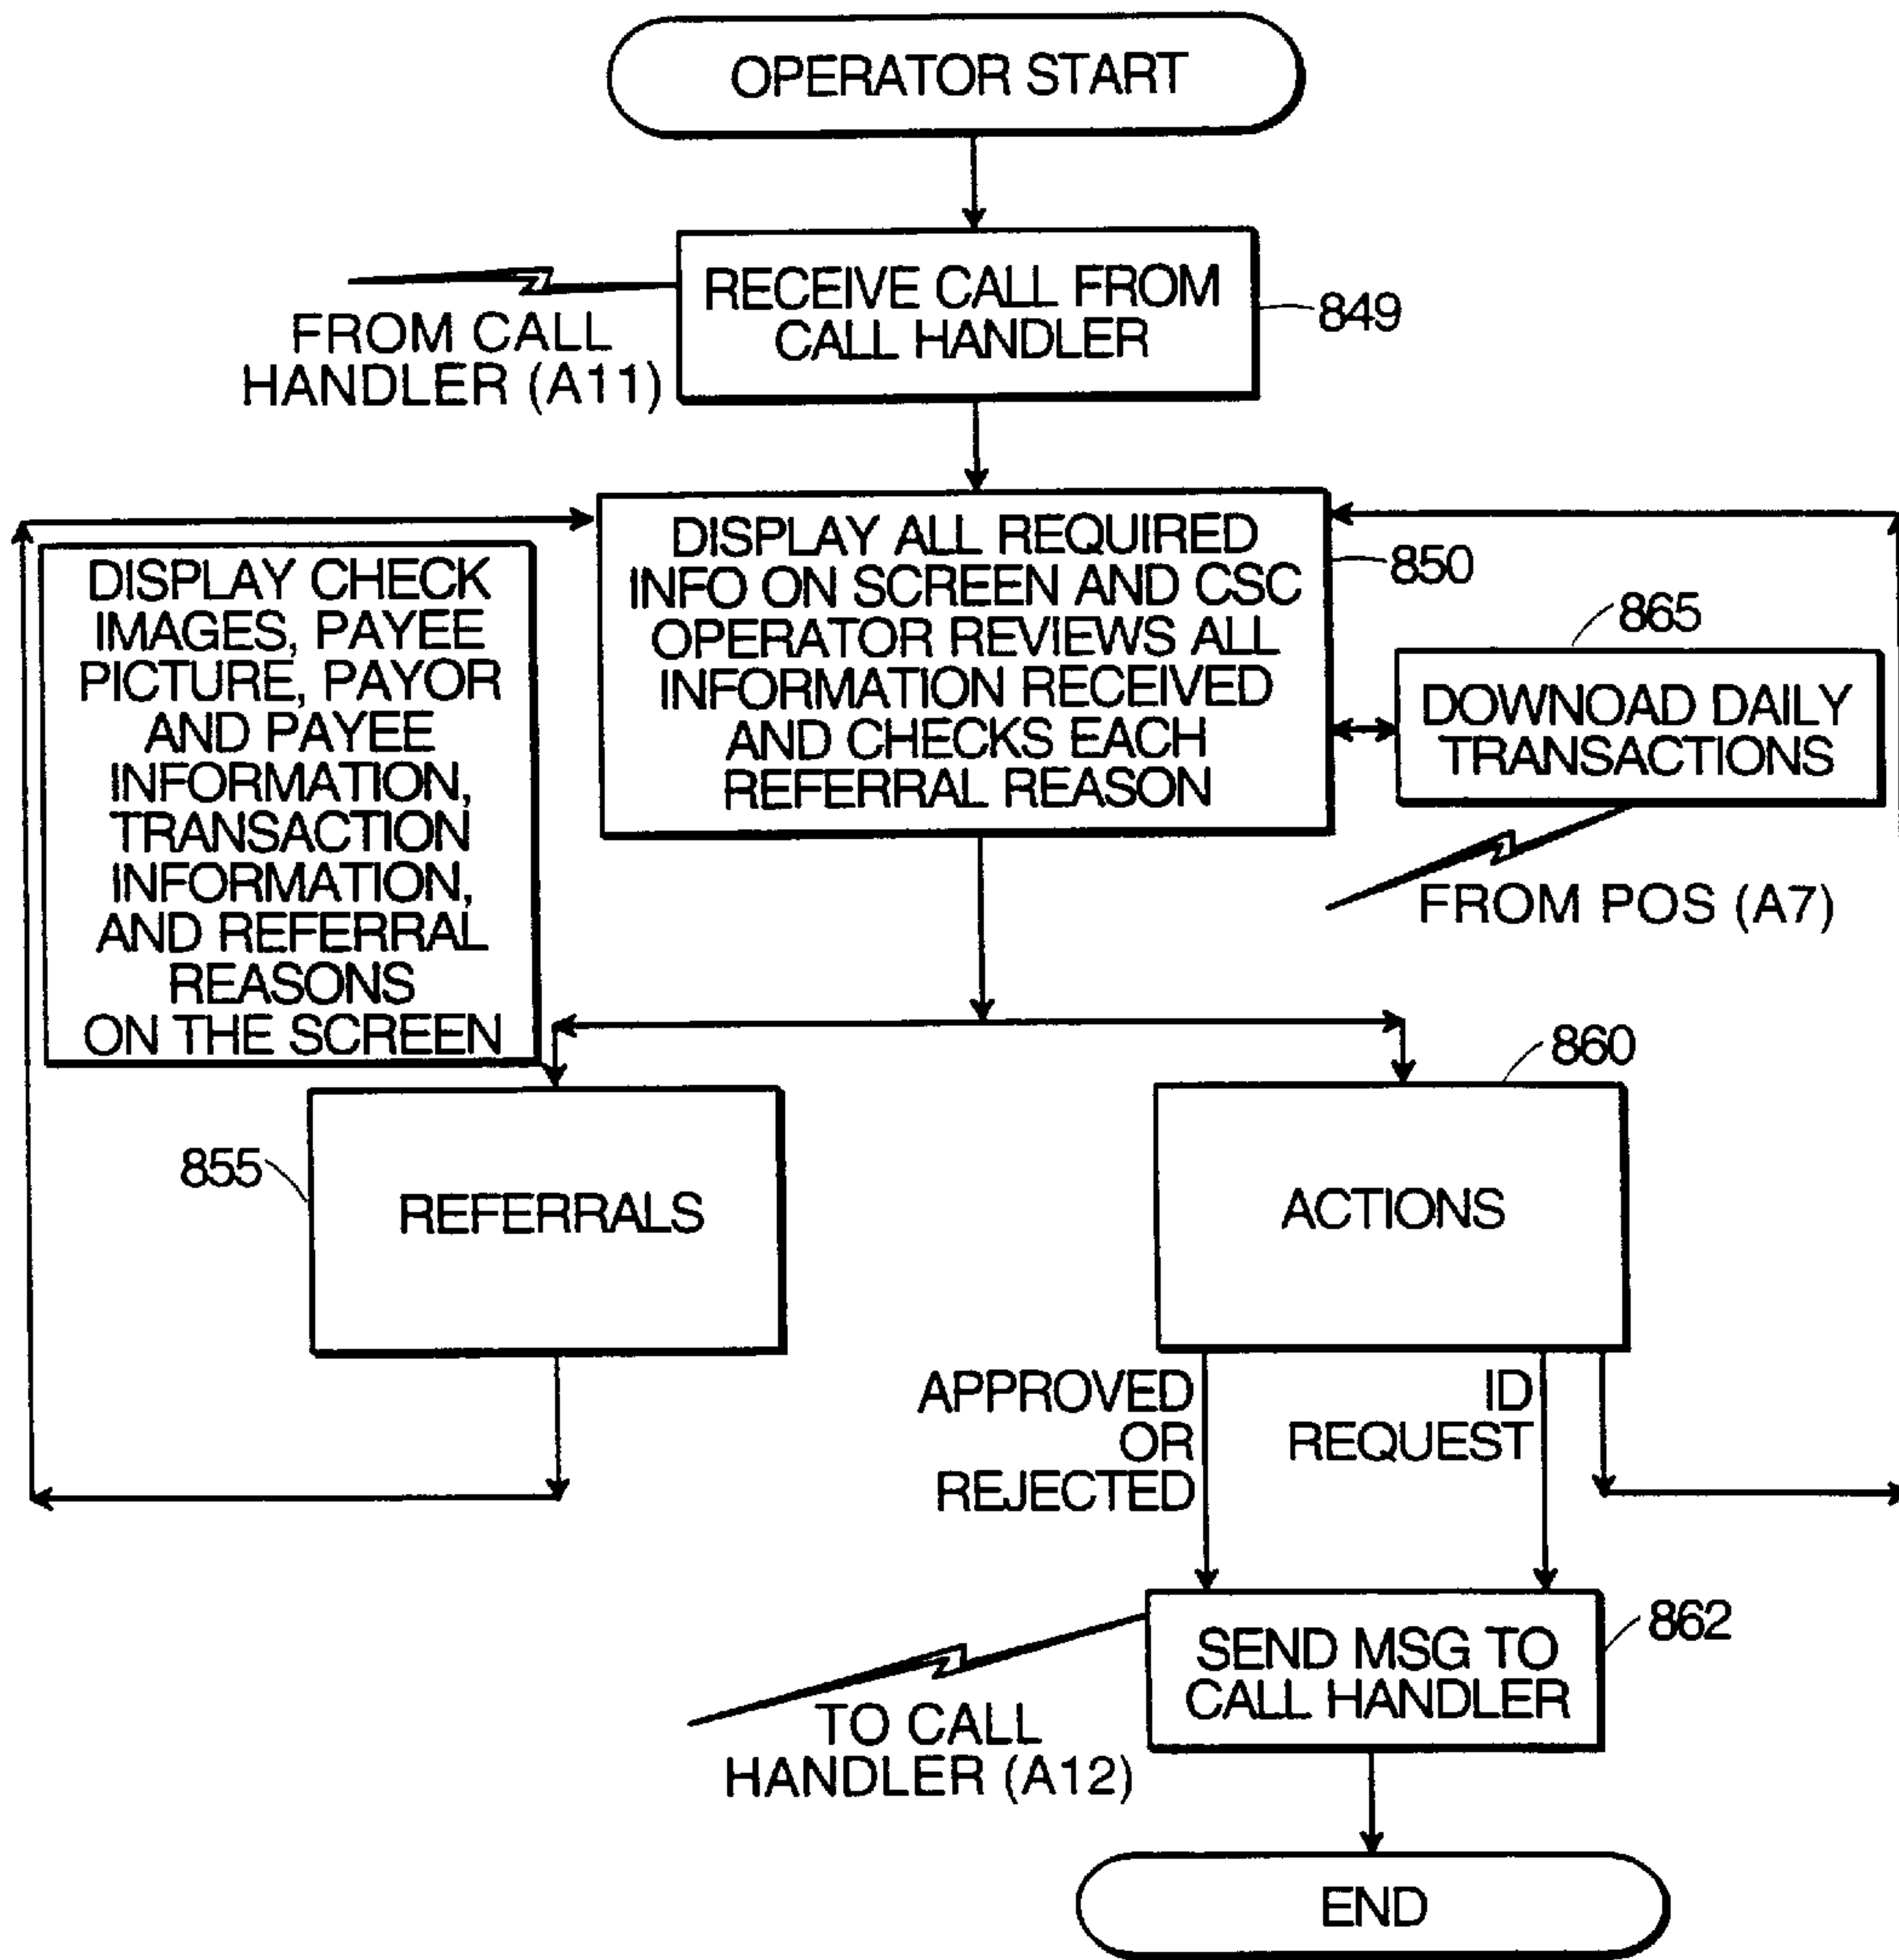 OPERATOR START
RECEIVE CALL FROM
CALL HANDLER
849
FROM CALL
HANDLER (A11)
DISPLAY ALL REQUIRED
INFO ON SCREEN AND CSC
OPERATOR REVIEWS ALL
INFORMATION RECEIVED
AND CHECKS EACH
REFERRAL REASON
850
DISPLAY CHECK
IMAGES, PAYEE
PICTURE, PAYOR
AND PAYEE
INFORMATION,
TRANSACTION
INFORMATION,
AND REFERRAL
REASONS
ON THE SCREEN
865
DOWNOAD DAILY
TRANSACTIONS
FROM POS (A7)
855
REFERRALS
860
ACTIONS
APPROVED
OR
REJECTED
ID
REQUEST
SEND MSG TO
CALL HANDLER
862
TO CALL
HANDLER (A12)
END